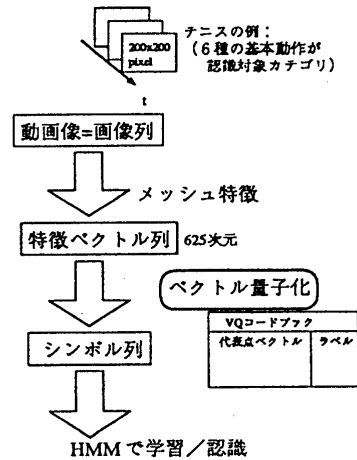 テニスの例：
（６種の基本動作が
認識対象カテゴリ）
200x200
pixel
t
動画像=画像列
メッシュ特徴
特徴ベクトル列 625次元
ベクトル量子化
VQコードブック
代表点ベクトル ラベル
シンボル列
HMMで学習／認識